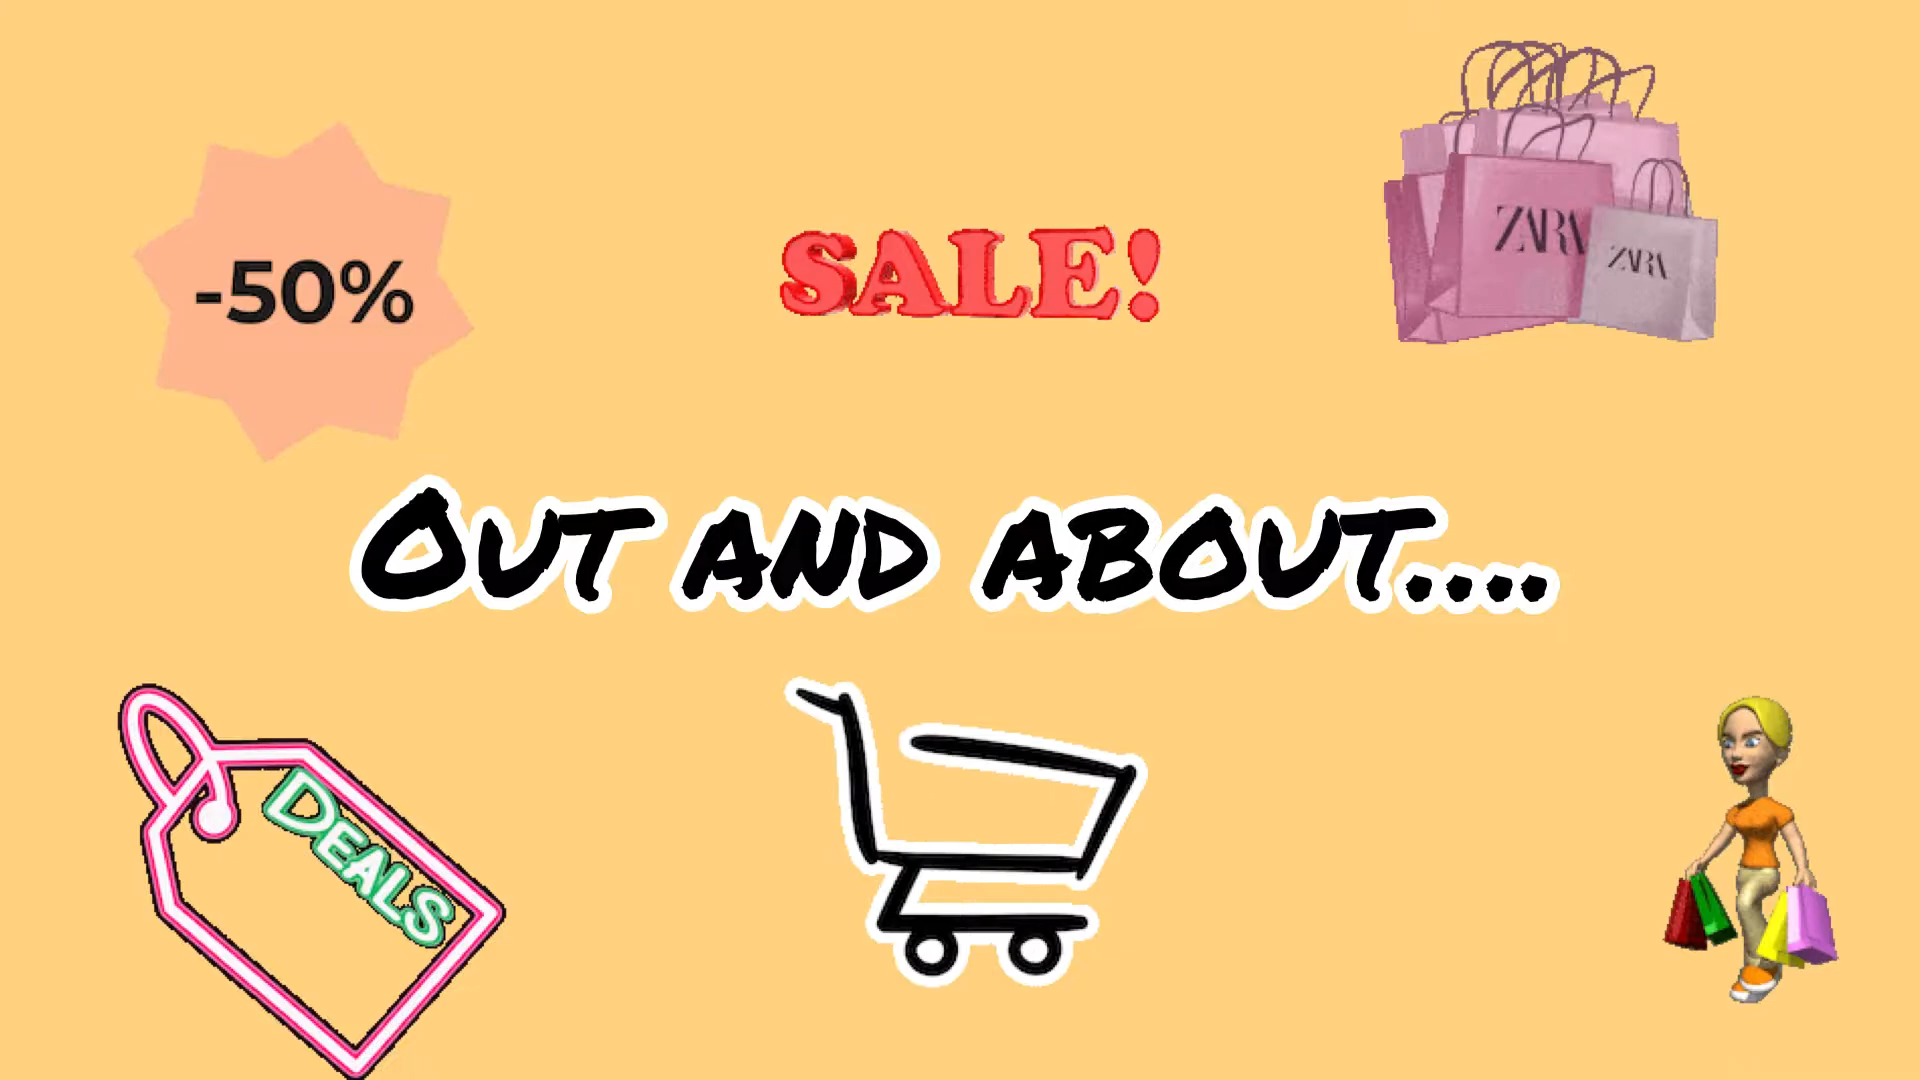 -50%
SALE!
ZARA
ZARA
OUT AND ABOUT....
DEALS